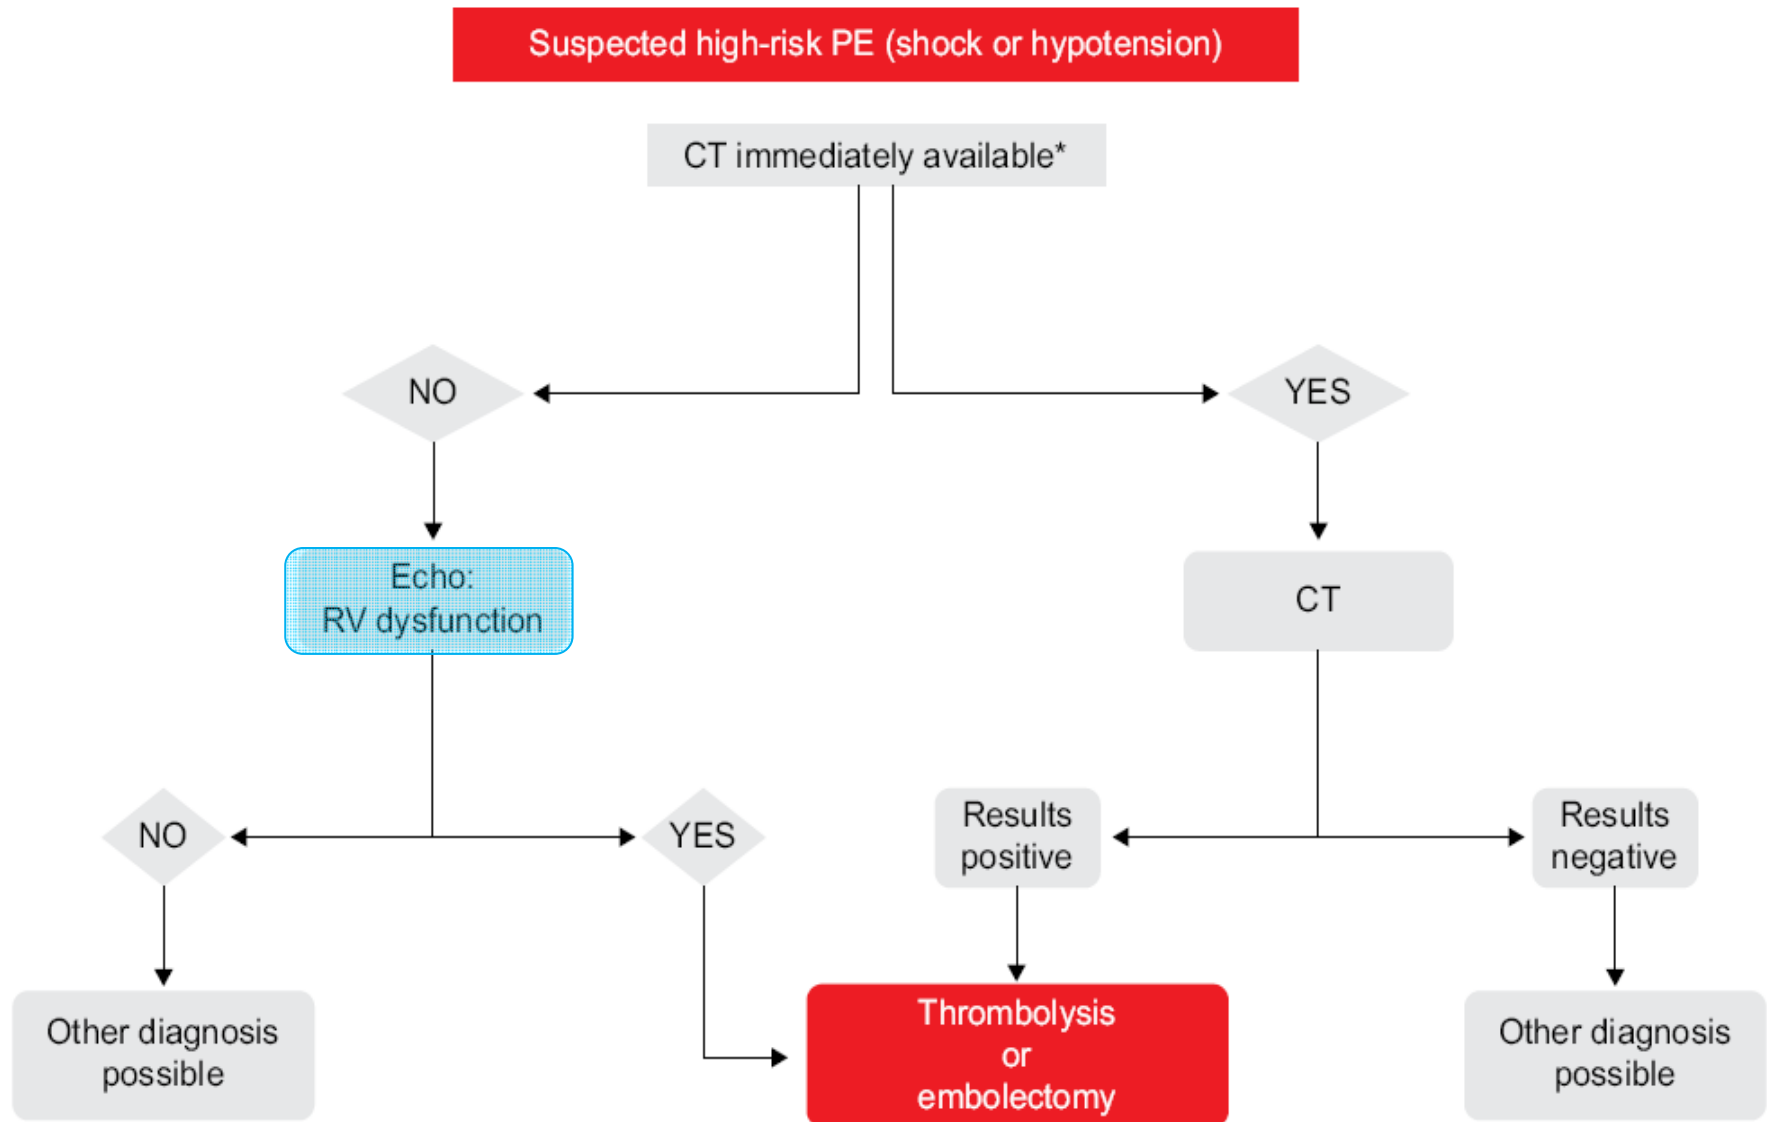 Suspected high-risk PE (shock or hypotension)
CT immediately available*
NO
YES
Echo:
RV dysfunction
CT
NO
YES
Results
positive
Results
negative
Other diagnosis
possible
Thrombolysis
or
embolectomy
Other diagnosis
possible